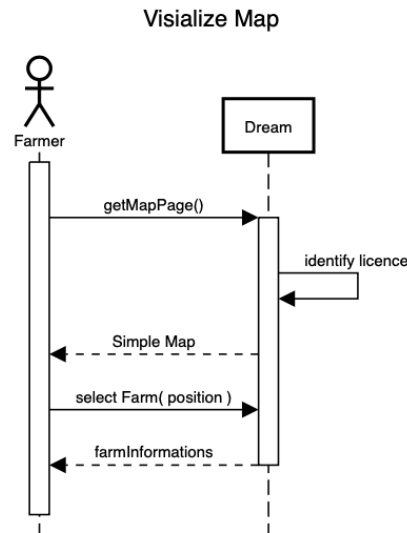 Visialize Map
Farmer
Dream
getMapPage()
identify licence
Simple Map
select Farm( position )
farmInformations